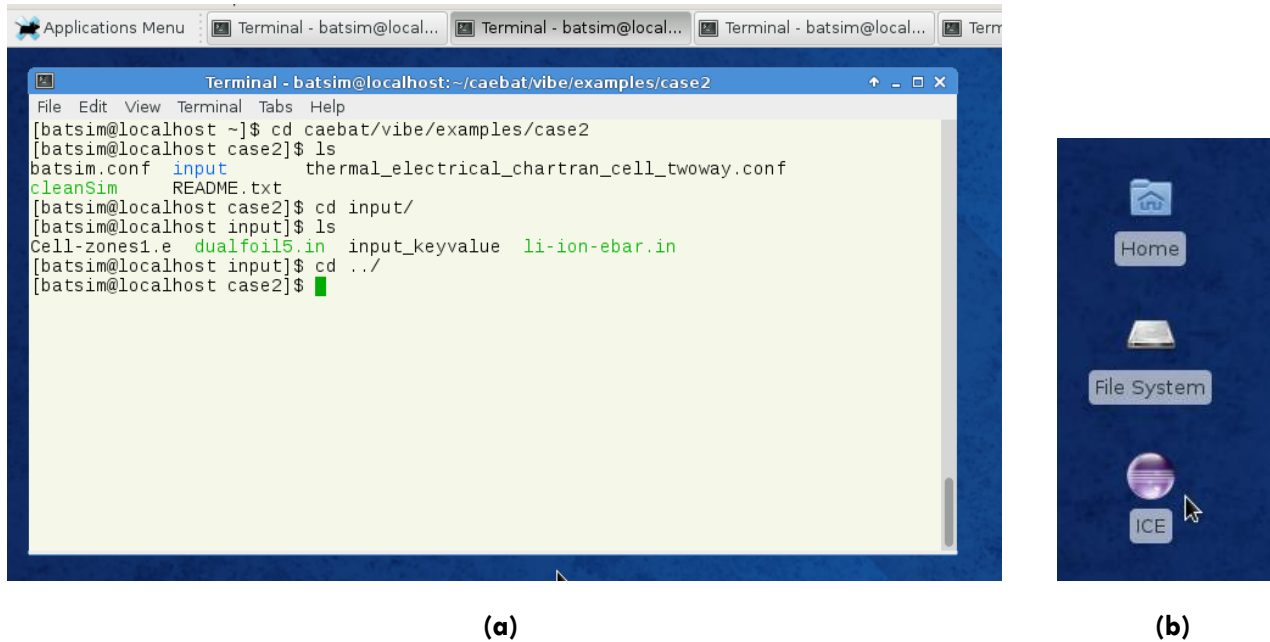 Applications Menu Terminal - batsim@local... Terminal - batsim@local... Terminal - batsim@local... Term
Terminal - batsim@localhost:~/caebat/vibe/examples/case2
File Edit View Terminal Tabs Help
[batsim@localhost ~]$ cd caebat/vibe/examples/case2
[batsim@localhost case2]$ ls
batsim.conf input thermal_electrical_chartran_cell_twoway.conf
cleanSim README.txt
[batsim@localhost case2]$ cd input/
[batsim@localhost input]$ ls
Cell-zones1.e dualfoil5.in input_keyvalue li-ion-ebar.in
[batsim@localhost input]$ cd ../
[batsim@localhost case2]$
(a)
Home
File System
ICE
(b)